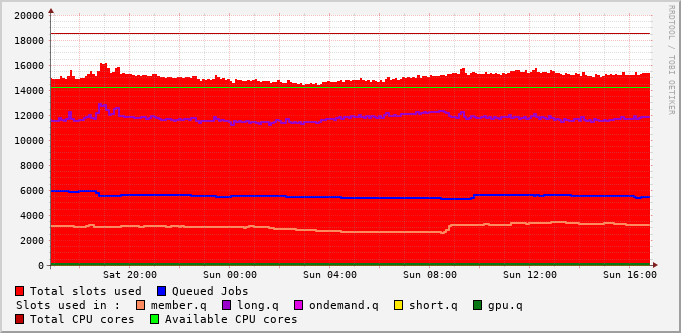 20000
18000
16000
14000
12000
10000
8000
6000
4000
2000
0
Sat 20:00 Sun 00:00 Sun 04:00 Sun 08:00 Sun 12:00 Sun 16:00
Total slots used Queued Jobs
Slots used in : member.q long.q ondemand.q short.q gpu.q
Total CPU cores Available CPU cores
RRDTOOL / TOBI OETIKER